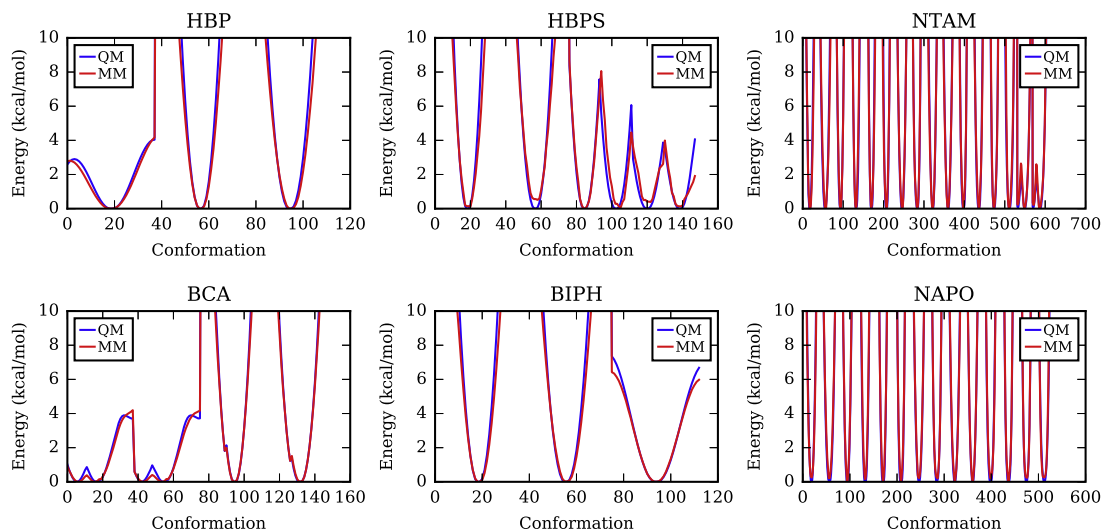 HBP
Energy (kcal/mol)
10
8
6
4
2
0
QM
MM
0 20 40 60 80 100 120
Conformation
HBPS
Energy (kcal/mol)
10
8
6
4
2
0
QM
MM
0 20 40 60 80 100 120 140 160
Conformation
NTAM
Energy (kcal/mol)
10
8
6
4
2
0
QM
MM
0 100 200 300 400 500 600 700
Conformation
BCA
Energy (kcal/mol)
10
8
6
4
2
0
QM
MM
0 20 40 60 80 100 120 140 160
Conformation
BIPH
Energy (kcal/mol)
10
8
6
4
2
0
QM
MM
0 20 40 60 80 100 120
Conformation
NAPO
Energy (kcal/mol)
10
8
6
4
2
0
QM
MM
0 100 200 300 400 500 600
Conformation